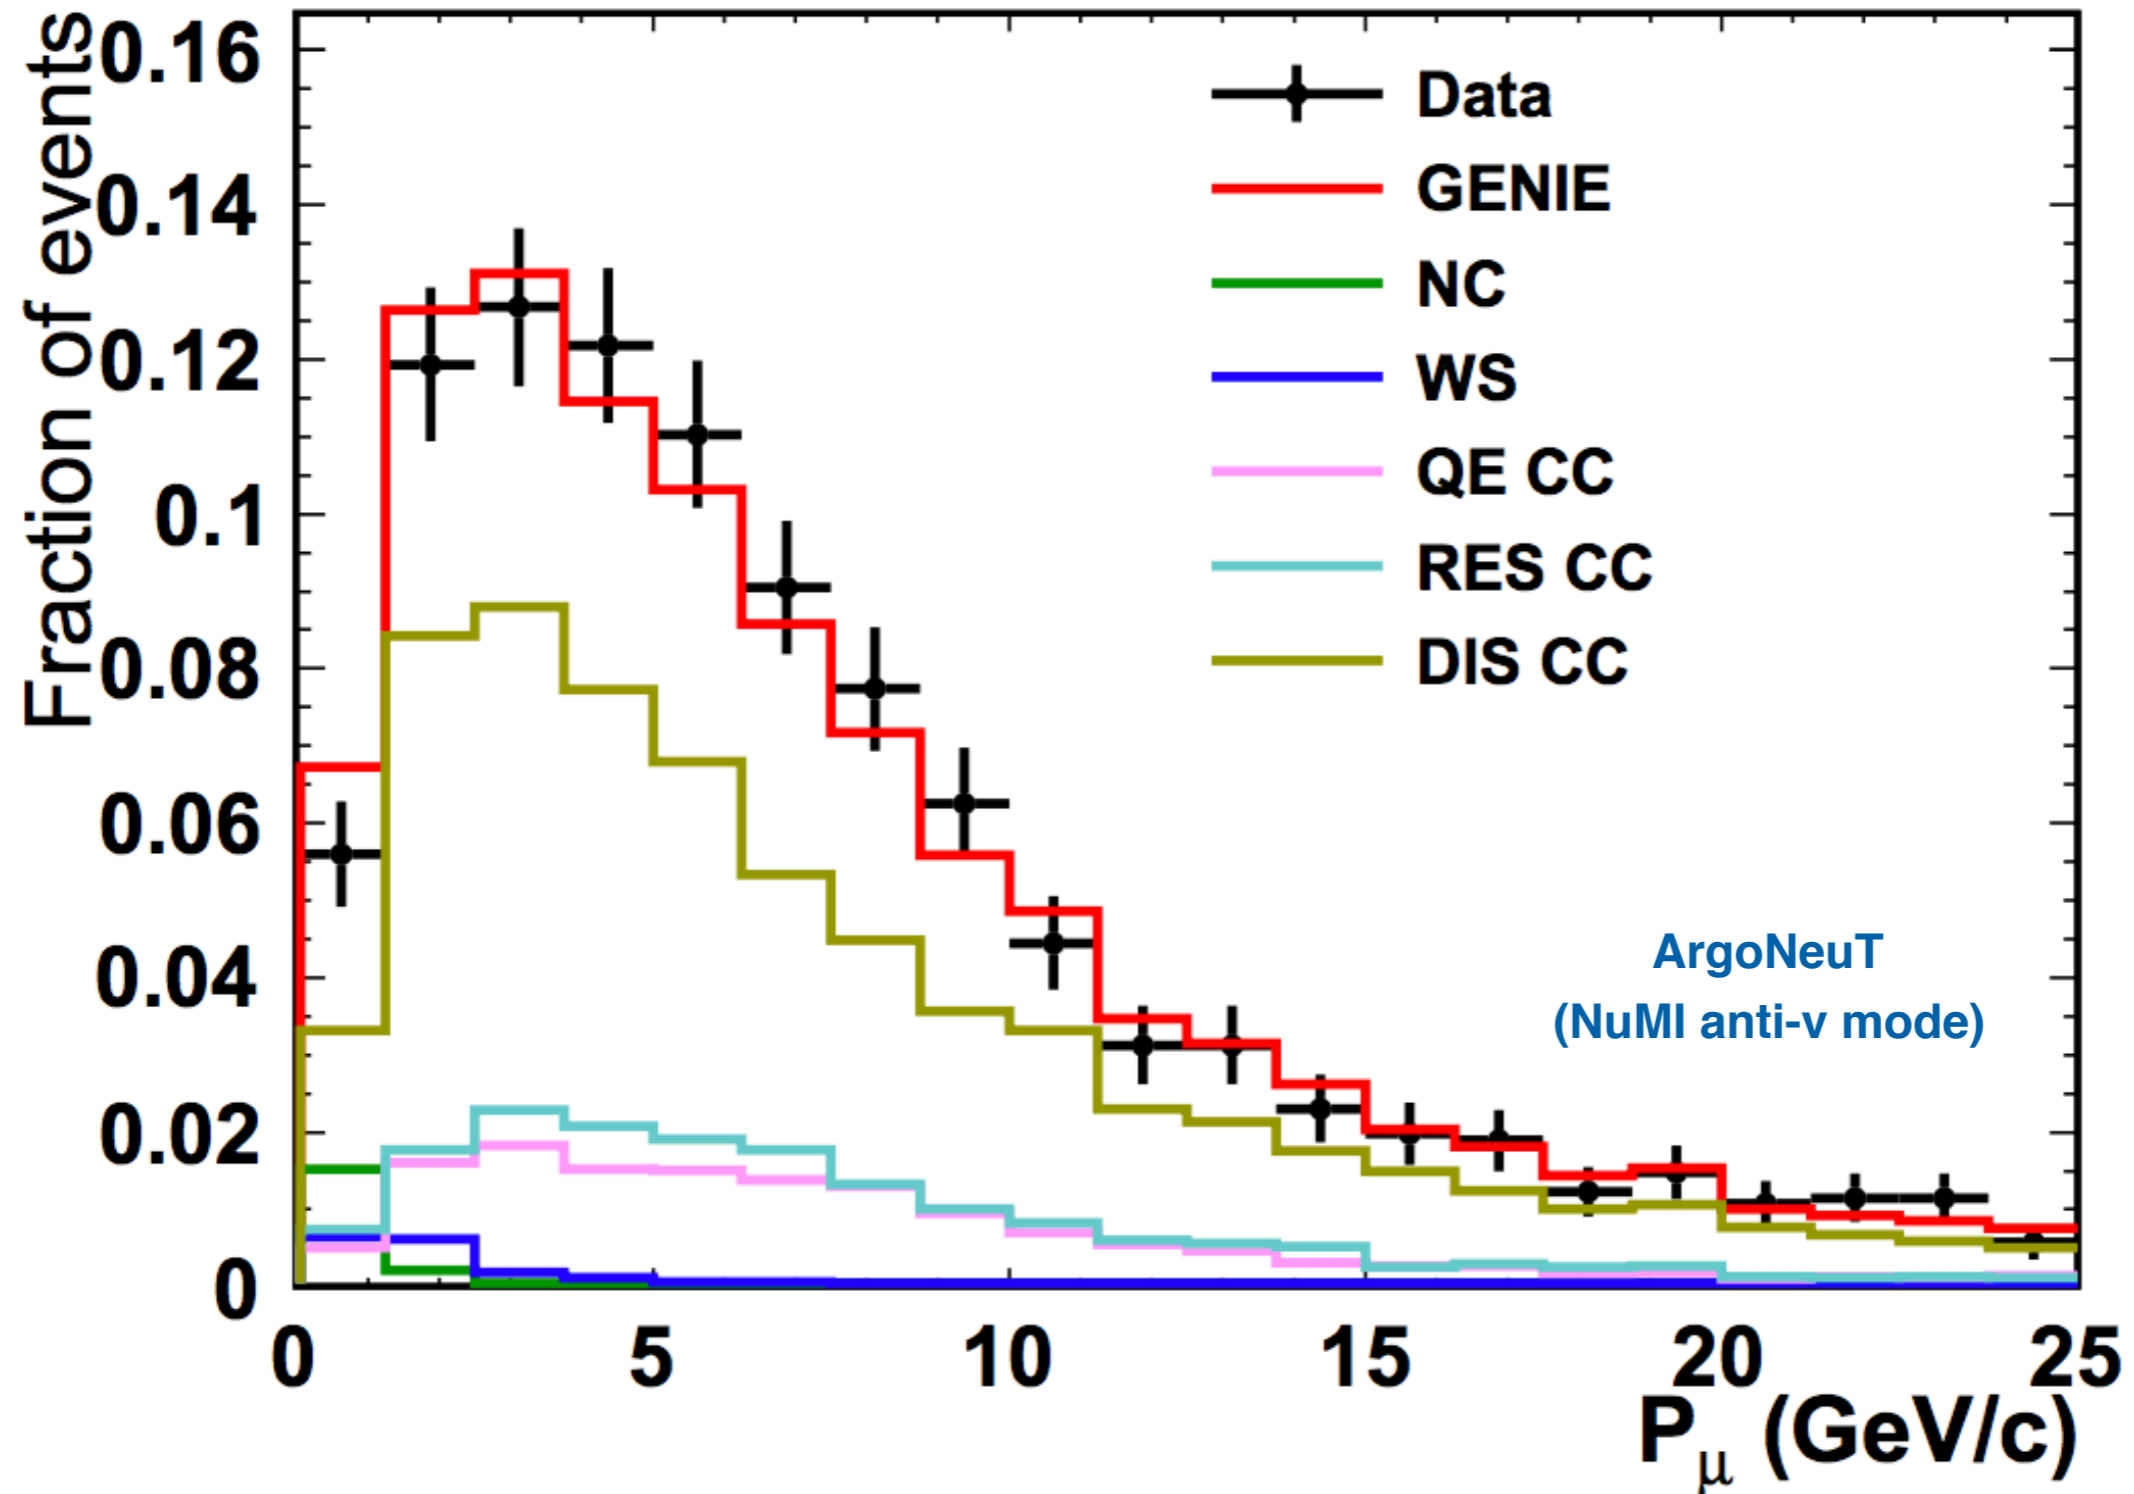 Fraction of events
0.16
0.14
0.12
0.1
0.08
0.06
0.04
0.02
0
Data
GENIE
NC
WS
QE CC
RES CC
DIS CC
ArgoNeuT
(NuMI anti-ν mode)
0 5 10 15 20 25
Pμ (GeV/c)